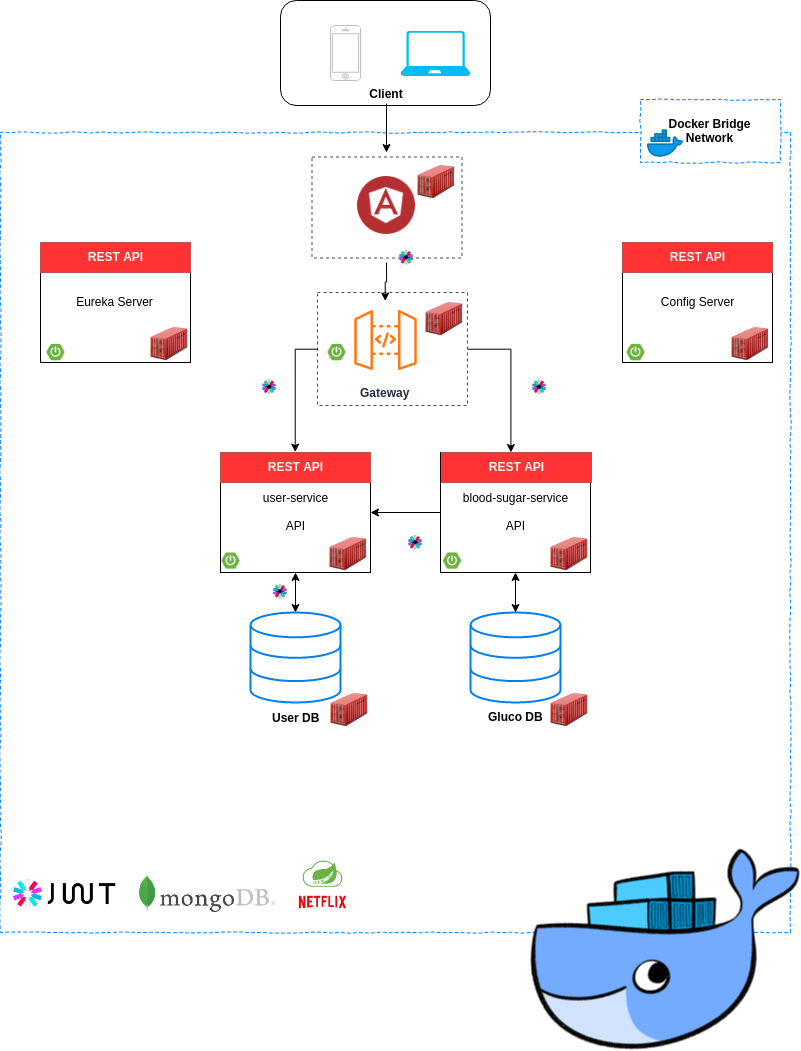 Client
Docker Bridge
Network
REST API
Eureka Server
REST API
Config Server
Gateway
REST API
user-service
API
REST API
blood-sugar-service
API
User DB
Gluco DB
JWT
mongoDB
NETFLIX